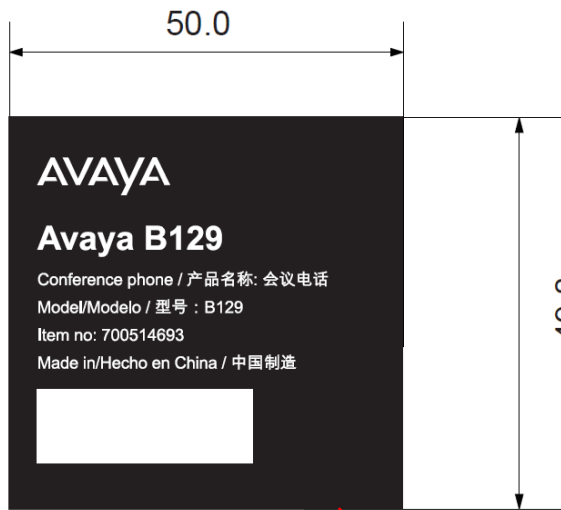 50.0
AVAYA
Avaya B129
Conference phone / 产品名称: 会议电话
Model/Modelo / 型号：B129
Item no: 700514693
Made in/Hecho en China / 中国制造